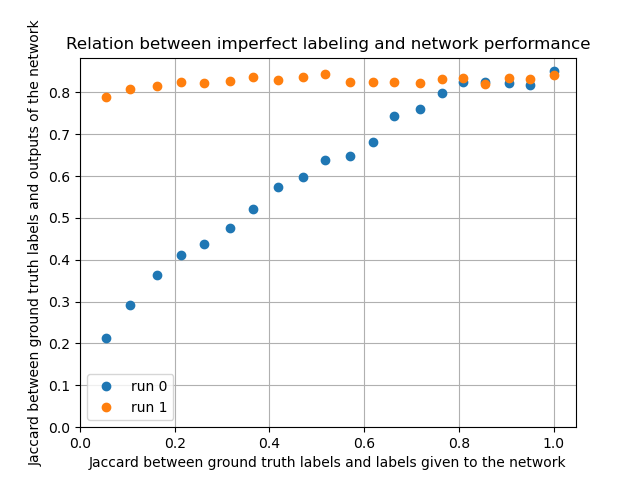 Relation between imperfect labeling and network performance
Jaccard between ground truth labels and outputs of the network
0.8
0.7
0.6
0.5
0.4
0.3
0.2
0.1
0.0
run 0
run 1
0.0 0.2 0.4 0.6 0.8 1.0
Jaccard between ground truth labels and labels given to the network